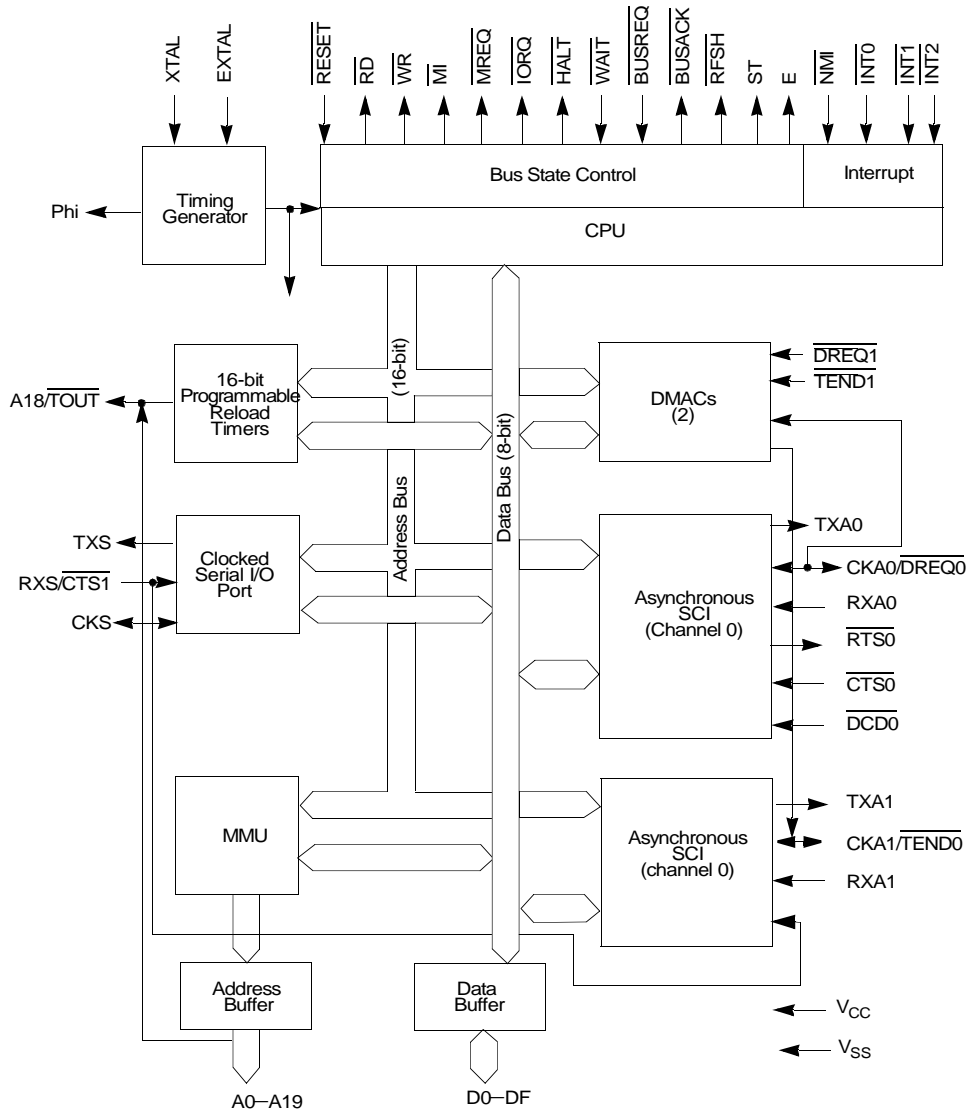 XTAL
EXTAL
RESET
RD
WR
MI
MREQ
IORQ
HALT
WAIT
BUSREQ
BUSACK
RFSH
ST
E
NMI
INT0
INT1
INT2
Timing
Generator
Phi
Bus State Control
Interrupt
CPU
16-bit
Programmable
Reload
Timers
A18/TOUT
(16-bit)
Address Bus
Data Bus (8-bit)
DMACs
(2)
DREQ1
TEND1
TXS
RXS/CTS1
CKS
Clocked
Serial I/O
Port
Asynchronous
SCI
(Channel 0)
TXA0
CKA0/DREQ0
RXA0
RTS0
CTS0
DCD0
MMU
Asynchronous
SCI
(channel 0)
TXA1
CKA1/TEND0
RXA1
Address
Buffer
Data
Buffer
VCC
VSS
A0–A19
D0–DF